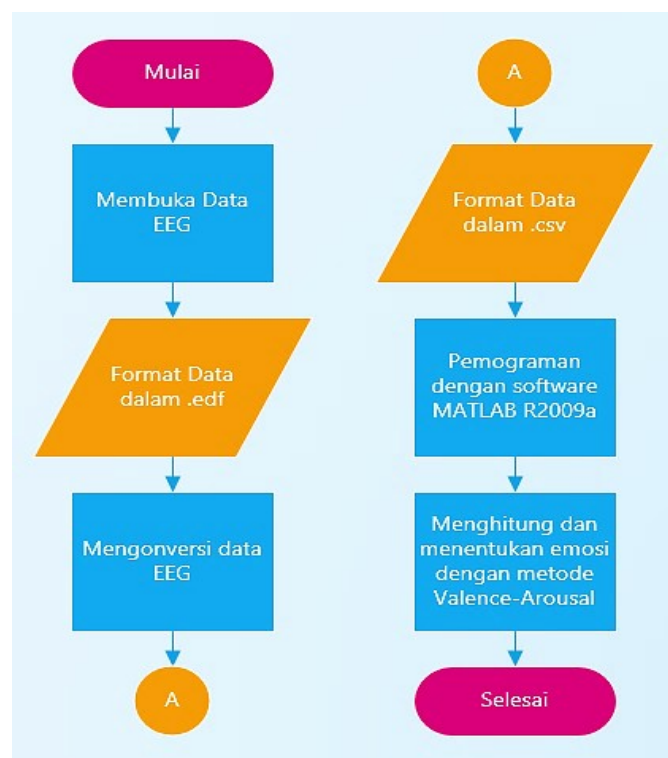 Mulai
Membuka Data
EEG
Format Data
dalam .edf
Mengonversi data
EEG
A
A
Format Data
dalam .csv
Pemograman
dengan software
MATLAB R2009a
Menghitung dan
menentukan emosi
dengan metode
Valence-Arousal
Selesai